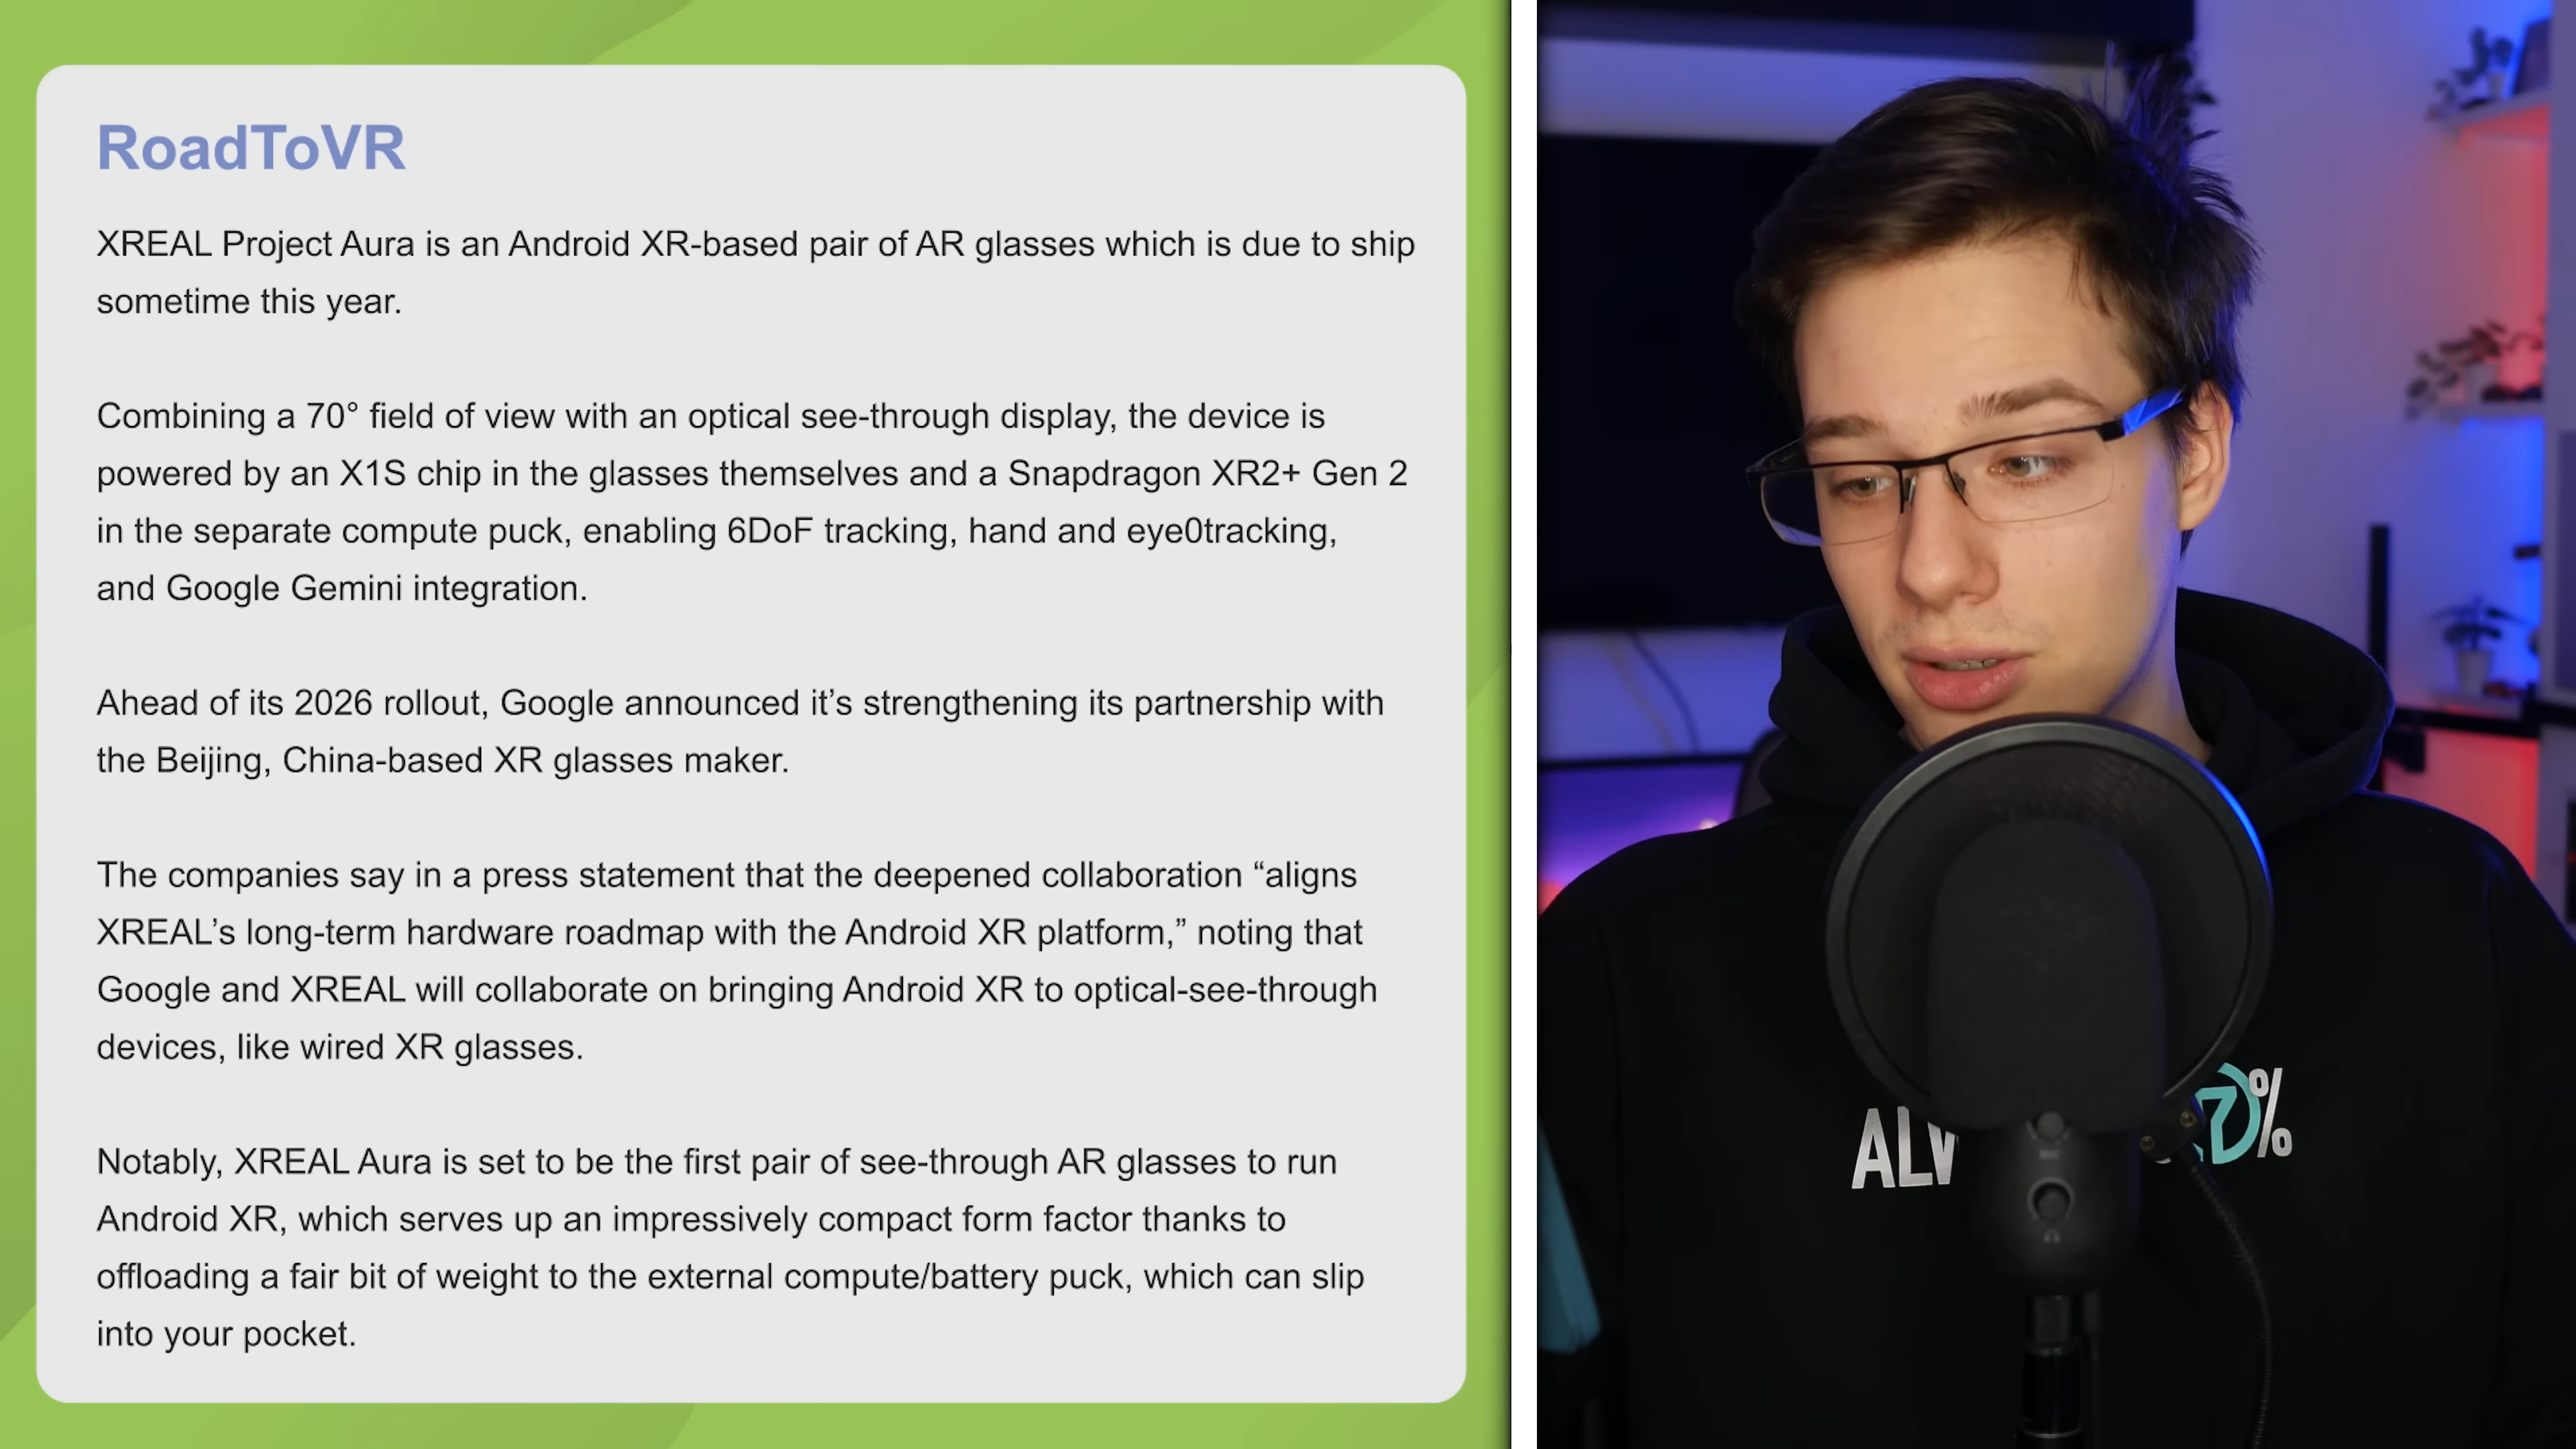 RoadToVR
XREAL Project Aura is an Android XR-based pair of AR glasses which is due to ship
sometime this year.
Combining a 70° field of view with an optical see-through display, the device is
powered by an X1S chip in the glasses themselves and a Snapdragon XR2+ Gen 2
in the separate compute puck, enabling 6DoF tracking, hand and eye0tracking,
and Google Gemini integration.
Ahead of its 2026 rollout, Google announced it’s strengthening its partnership with
the Beijing, China-based XR glasses maker.
The companies say in a press statement that the deepened collaboration “aligns
XREAL’s long-term hardware roadmap with the Android XR platform,” noting that
Google and XREAL will collaborate on bringing Android XR to optical-see-through
devices, like wired XR glasses.
Notably, XREAL Aura is set to be the first pair of see-through AR glasses to run
Android XR, which serves up an impressively compact form factor thanks to
offloading a fair bit of weight to the external compute/battery puck, which can slip
into your pocket.